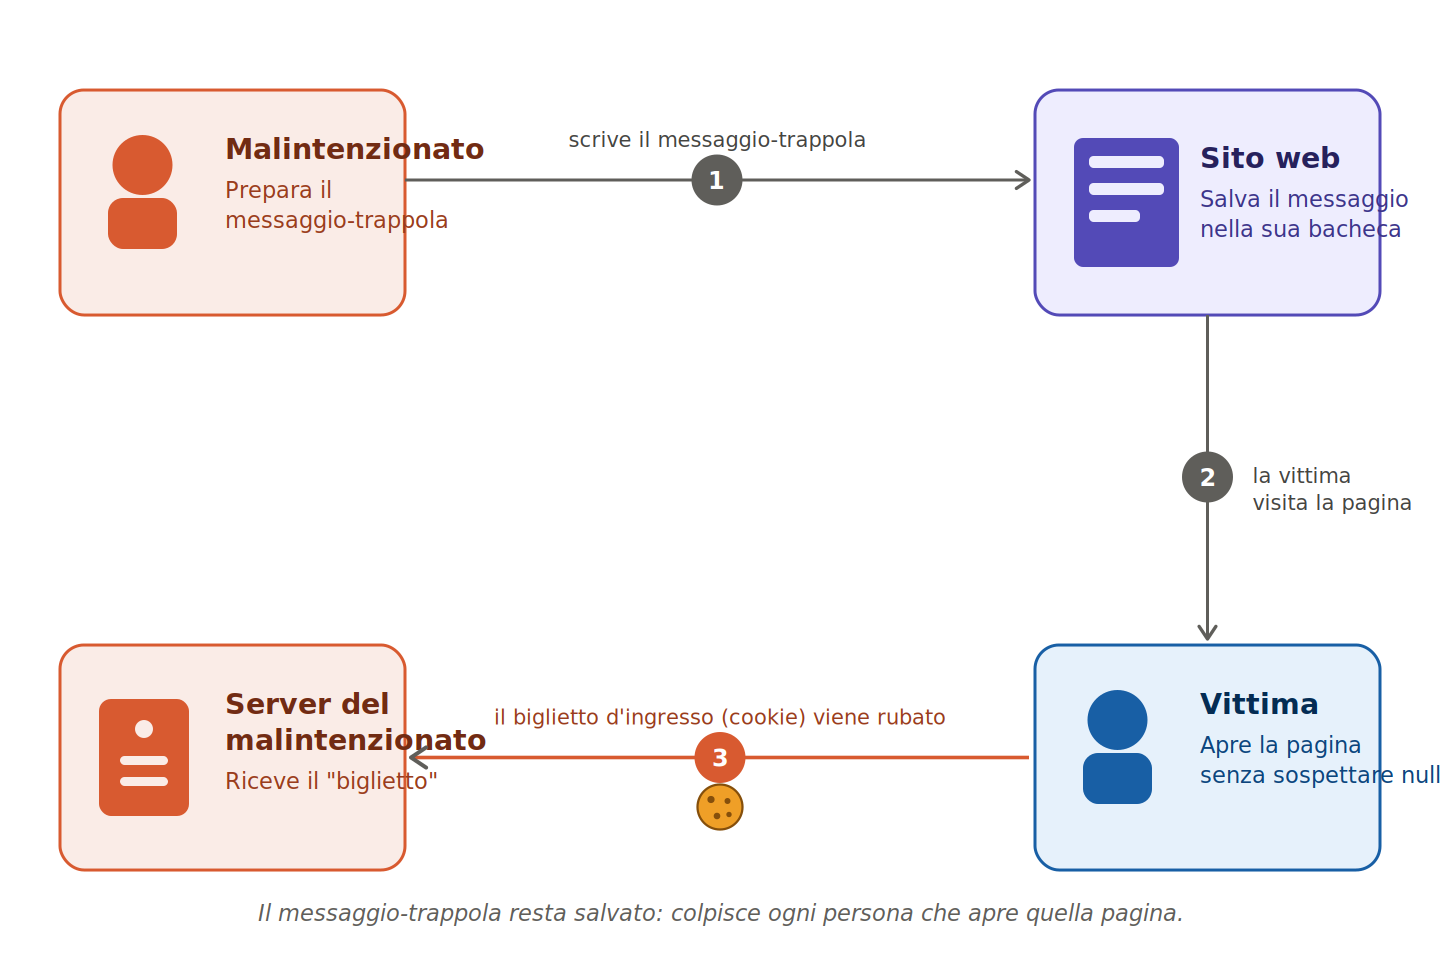 Malintenzionato
Prepara il
messaggio-trappola
scrive il messaggio-trappola
1
Sito web
Salva il messaggio
nella sua bacheca
2
la vittima
visita la pagina
Server del
malintenzionato
Riceve il "biglietto"
il biglietto d'ingresso (cookie) viene rubato
3
Vittima
Apre la pagina
senza sospettare null
Il messaggio-trappola resta salvato: colpisce ogni persona che apre quella pagina.